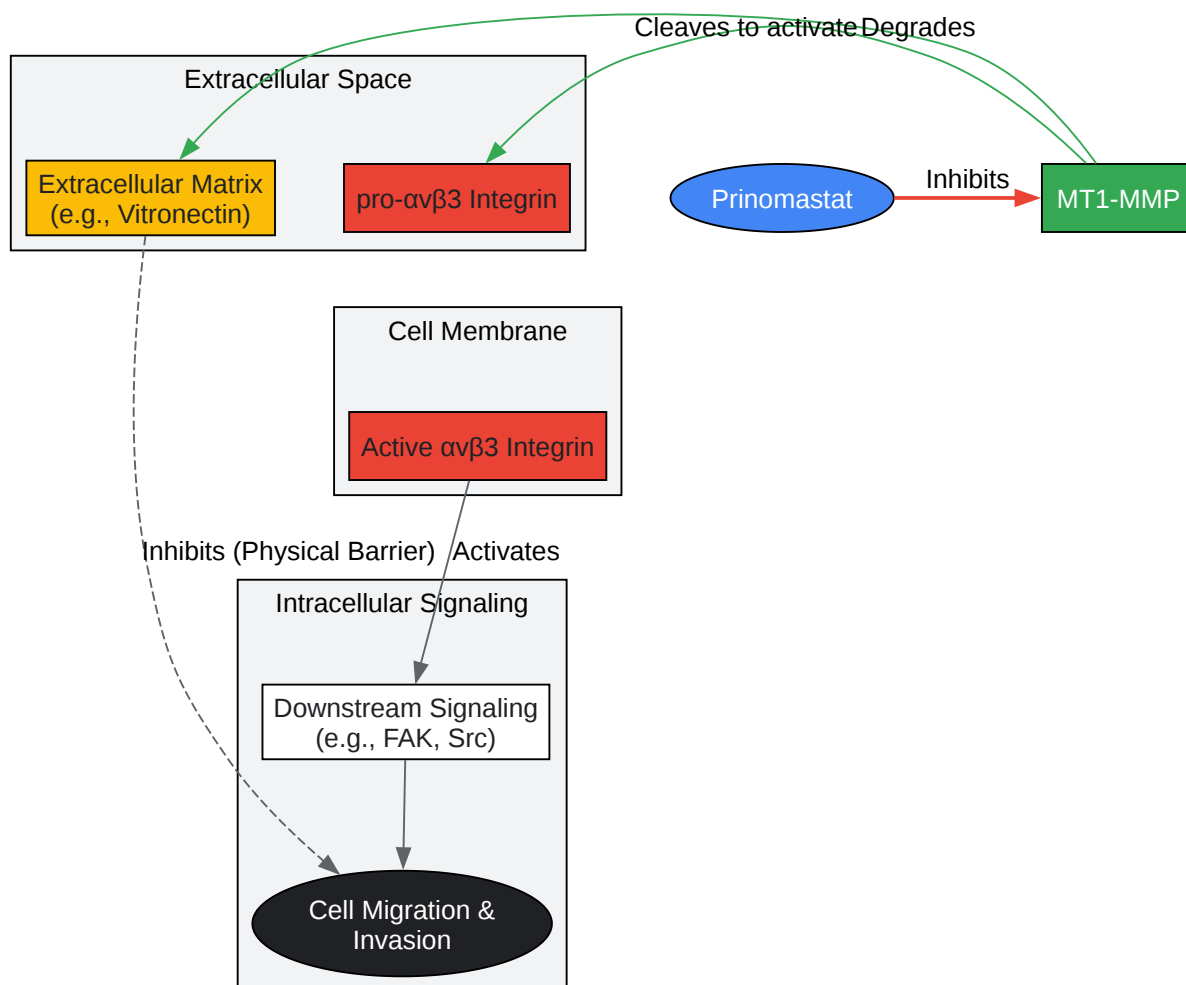 Cleaves to activate
Degrades
Extracellular Space
Extracellular Matrix
(e.g., Vitronectin)
pro-αvβ3 Integrin
Prinomastat
Inhibits
MT1-MMP
Cell Membrane
Active αvβ3 Integrin
Inhibits (Physical Barrier)
Activates
Intracellular Signaling
Downstream Signaling
(e.g., FAK, Src)
Cell Migration &
Invasion